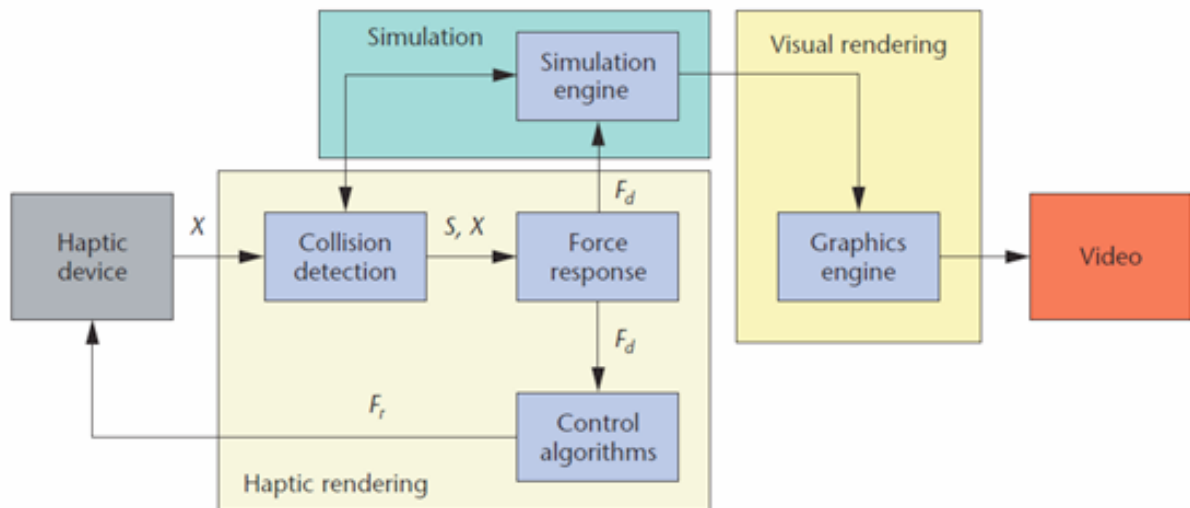 Simulation
Simulation
engine
Visual rendering
Haptic
device
X
Collision
detection
S, X
Force
response
F_d
F_d
Graphics
engine
Video
F_r
Control
algorithms
Haptic rendering